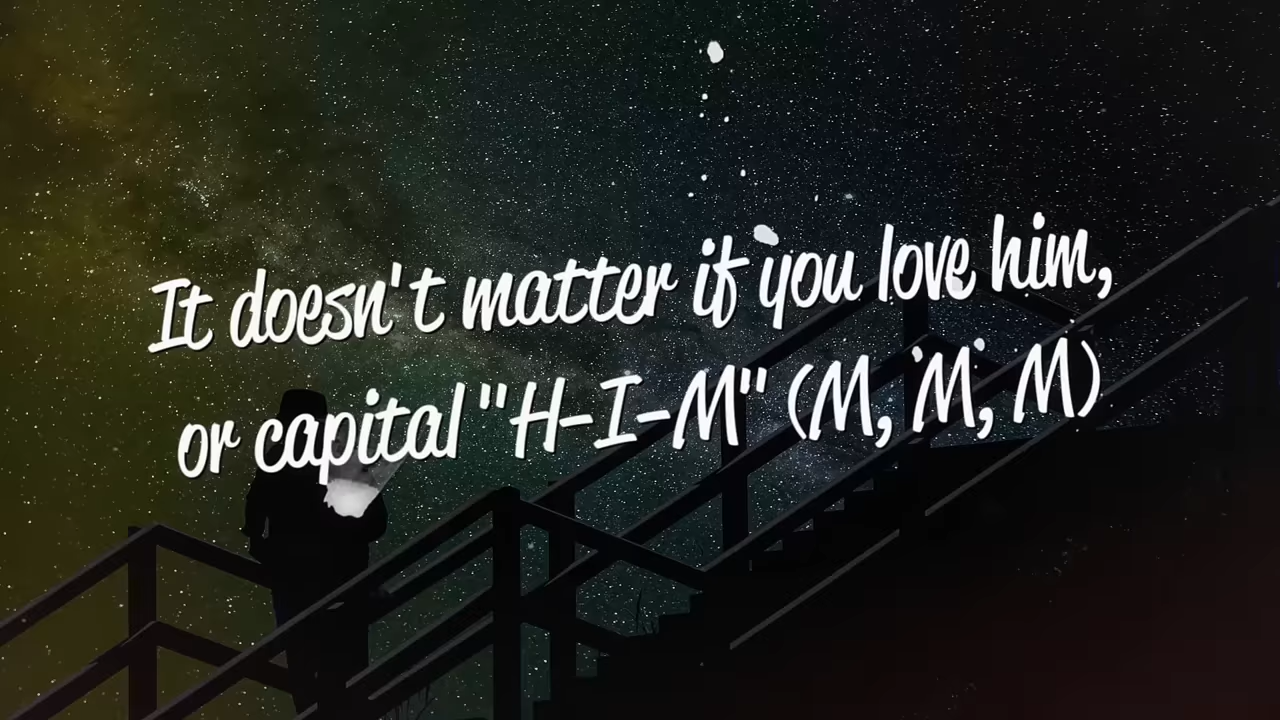 It doesn't matter if you love him,
or capital "H-I-M" (M, M, M)